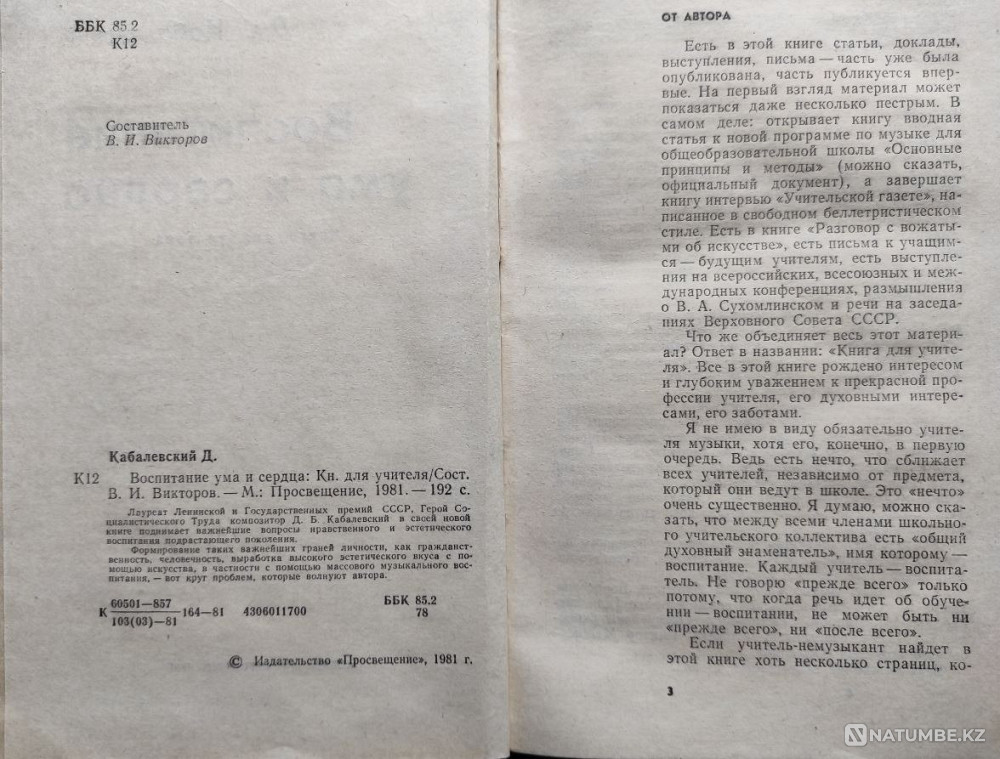 ББК 85.2
К12
Составитель
В. И. Викторов
Кабалевский Д.
К12 Воспитание ума и сердца: Кн. для учителя/Сост.
В. И. Викторов. — М.: Просвещение, 1981. — 192 с.
Лауреат Ленинской и Государственных премий СССР, Герой Со-
циалистического Труда композитор Д. Б. Кабалевский в своей новой
книге поднимает важнейшие вопросы нравственного и эстетического
воспитания подрастающего поколения.
Формирование таких важнейших граней личности, как гражданст-
венность, человечность, выработка высокого эстетического вкуса с по-
мощью искусства, в частности с помощью массового музыкального вос-
питания, — вот круг проблем, которые волнуют автора.
К 60501—857
103(03)—81 164—81 4306011700
ББК 85.2
78
© Издательство «Просвещение», 1981 г.
ОТ АВТОРА
Есть в этой книге статьи, доклады,
выступления, письма — часть уже была
опубликована, часть публикуется впер-
вые. На первый взгляд материал может
показаться даже несколько пестрым. В
самом деле: открывает книгу вводная
статья к новой программе по музыке для
общеобразовательной школы «Основные
принципы и методы» (можно сказать,
официальный документ), а завершает
книгу интервью «Учительской газете», на-
писанное в свободном беллетристическом
стиле. Есть в книге «Разговор с вожаты-
ми об искусстве», есть письма к учащим-
ся — будущим учителям, есть выступле-
ния на всероссийских, всесоюзных и меж-
дународных конференциях, размышления
о В. А. Сухомлинском и речи на заседа-
ниях Верховного Совета СССР.
Что же объединяет весь этот матери-
ал? Ответ в названии: «Книга для учите-
ля». Все в этой книге рождено интересом
и глубоким уважением к прекрасной про-
фессии учителя, его духовными интере-
сами, его заботами.
Я не имею в виду обязательно учите-
ля музыки, хотя его, конечно, в первую
очередь. Ведь есть нечто, что сближает
всех учителей, независимо от предмета,
который они ведут в школе. Это «нечто»
очень существенно. Я думаю, можно ска-
зать, что между всеми членами школьно-
го учительского коллектива есть «общий
духовный знаменатель», имя которому —
воспитание. Каждый учитель — воспита-
тель. Не говорю «прежде всего» только
потому, что когда речь идет об обуче-
нии — воспитании, не может быть ни
«прежде всего», ни «после всего».
Если учитель-немузыкант найдет в
этой книге хоть несколько страниц, ко-
3
NATUMBE.KZ